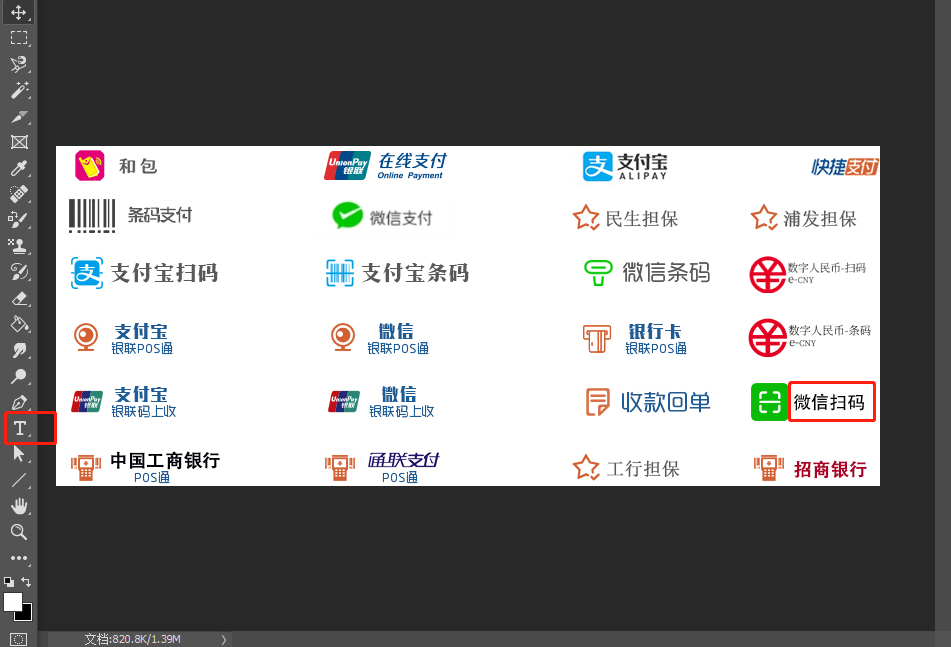 和包
UnionPay 银联 在线支付
Online Payment
支 支付宝
ALIPAY
快捷支付
条码支付
微信支付
民生担保
浦发担保
支 支付宝扫码
支付宝条码
微信条码
数字人民币-扫码
e-CNY
支付宝
银联POS通
微信
银联POS通
银行卡
银联POS通
数字人民币-条码
e-CNY
UnionPay 银联 支付宝
银联码上收
UnionPay 银联 微信
银联码上收
收款回单
微信扫码
T
中国工商银行
POS通
通联支付
POS通
工行担保
招商银行
文档:820.8K/1.39M